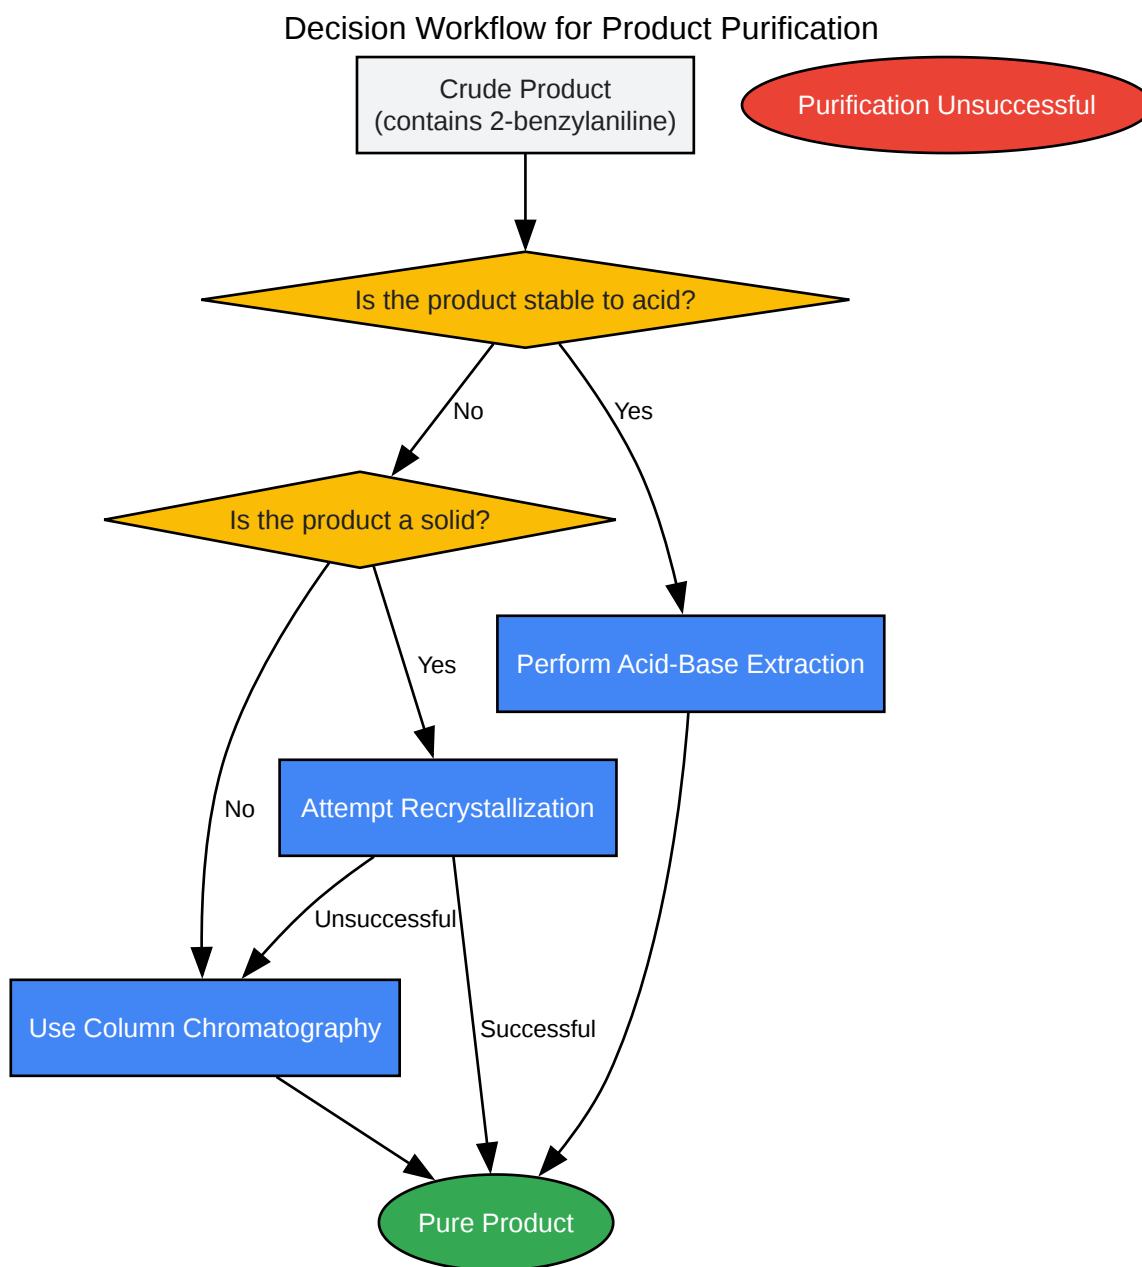 Decision Workflow for Product Purification
Crude Product
(contains 2-benzylaniline)
Purification Unsuccessful
Is the product stable to acid?
No
Yes
Is the product a solid?
Perform Acid-Base Extraction
Yes
No
Attempt Recrystallization
Unsuccessful
Use Column Chromatography
Successful
Pure Product